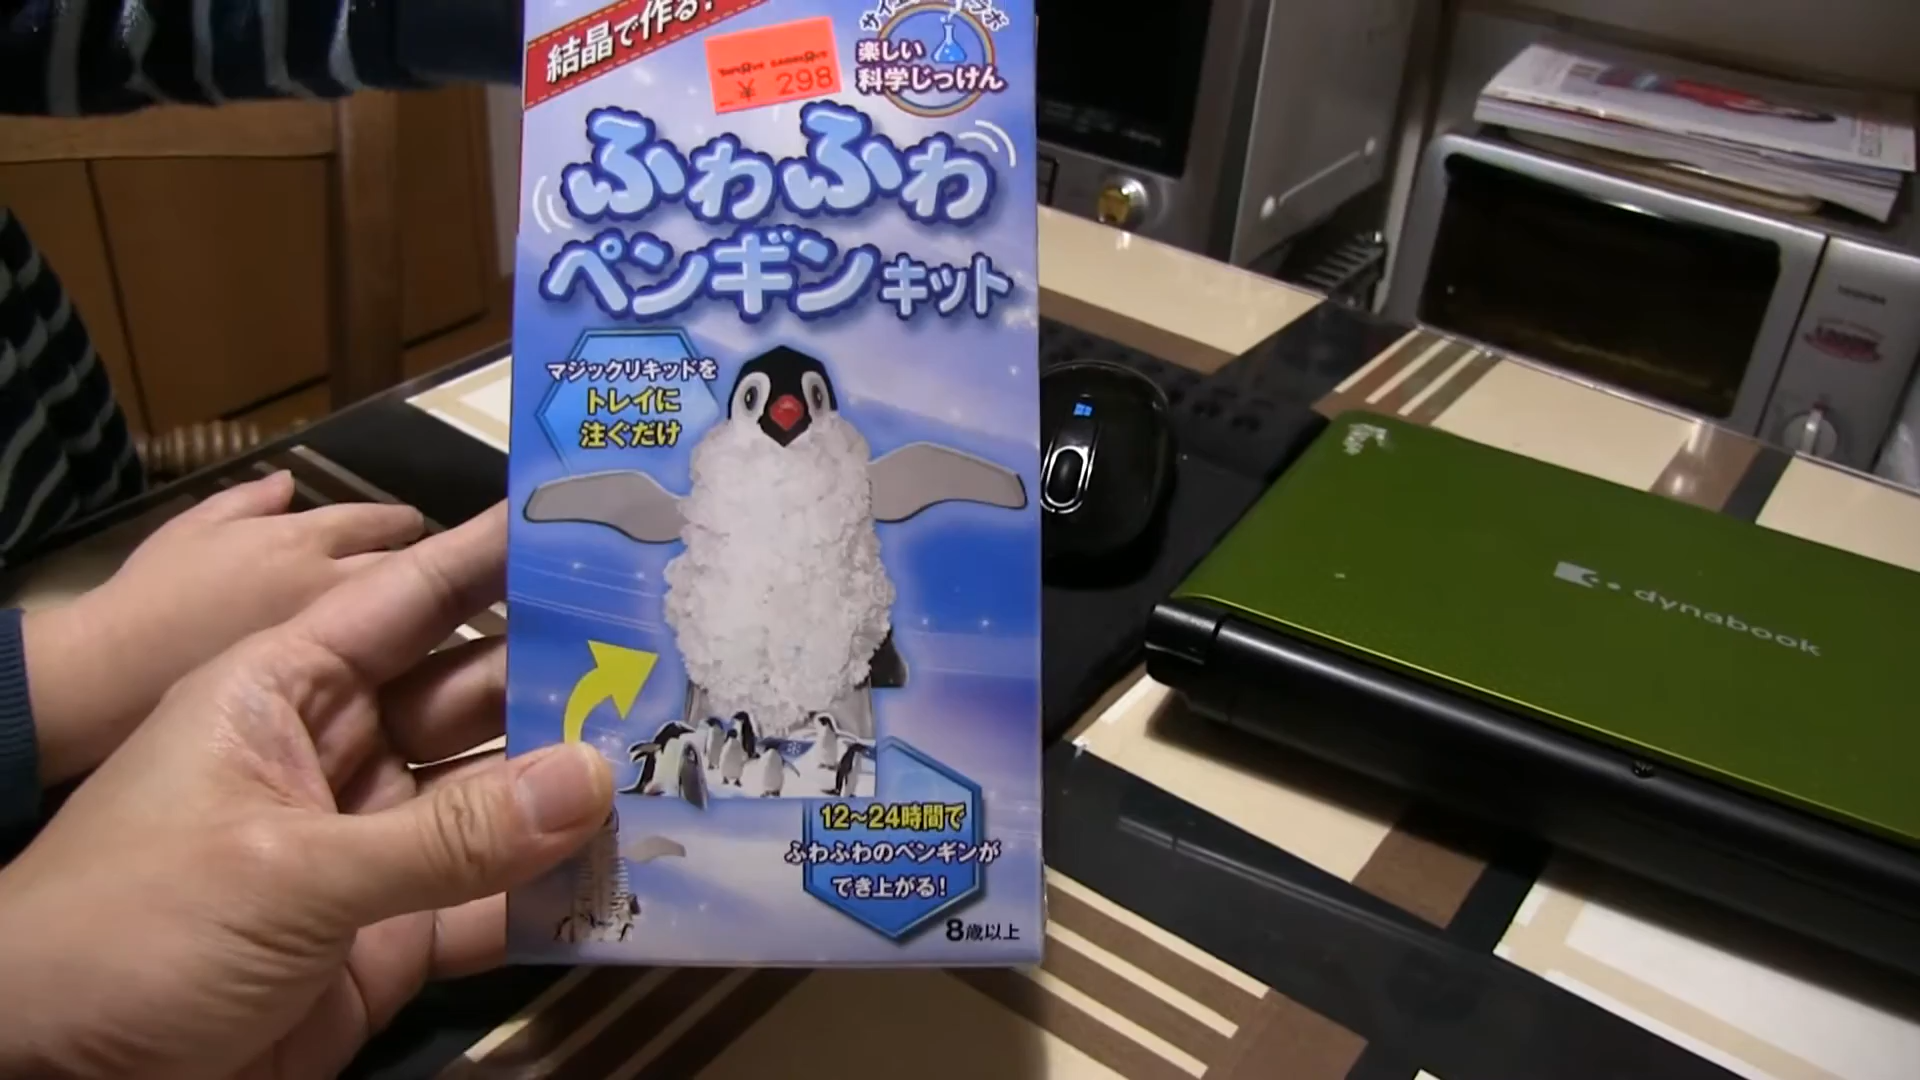 結晶で作る!
¥ 298
楽しい
科学じっけん
ふわふわ
ペンギンキット
マジックリキッドを
トレイに
注ぐだけ
12~24時間で
ふわふわのペンギンが
でき上がる!
8歳以上
dynabook